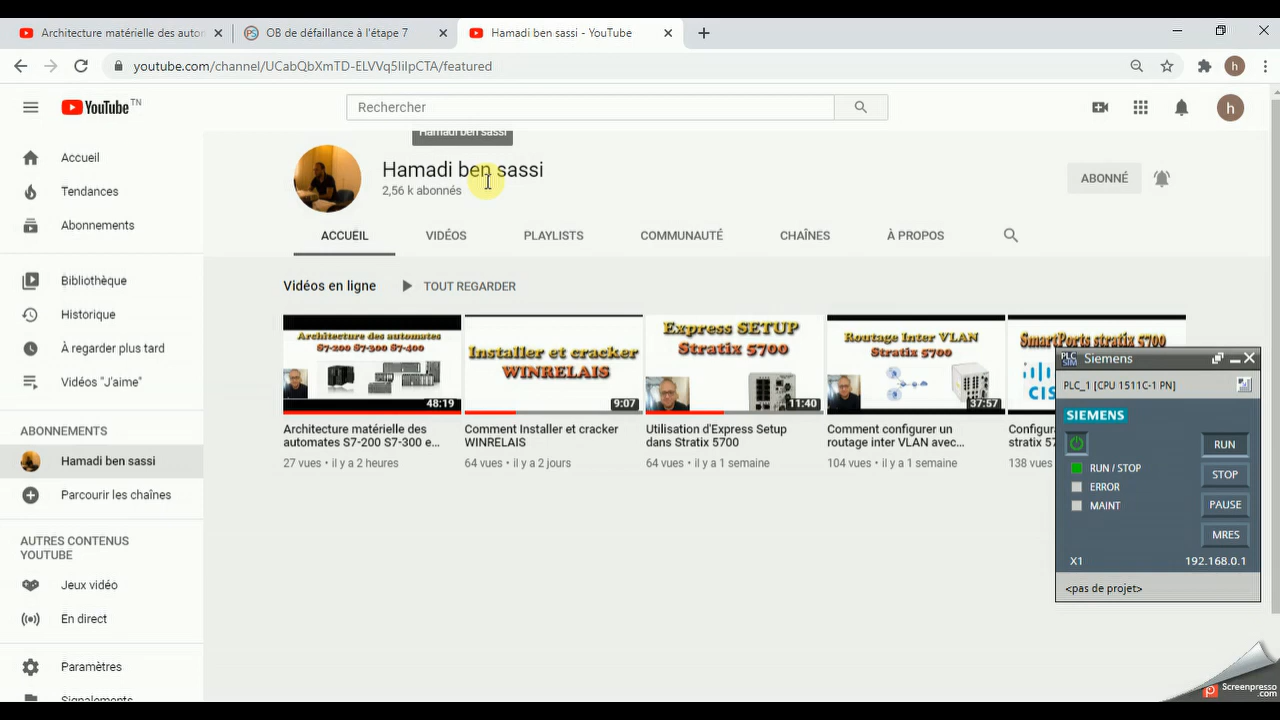 Architecture matérielle des auton
OB de défaillance à l'étape 7
Hamadi ben sassi - YouTube
youtube.com/channel/UCabQbXmTD-ELVVq5IiIpCTA/featured
h
YouTube TN
Rechercher
h
Hamadi ben sassi
Accueil
Tendances
Abonnements
Bibliothèque
Historique
À regarder plus tard
Vidéos "J'aime"
ABONNEMENTS
Hamadi ben sassi
Parcourir les chaînes
AUTRES CONTENUS
YOUTUBE
Jeux vidéo
En direct
Paramètres
Signalements
Hamadi ben sassi
2,56 k abonnés
ABONNÉ
ACCUEIL
VIDÉOS
PLAYLISTS
COMMUNAUTÉ
CHAÎNES
À PROPOS
Vidéos en ligne
TOUT REGARDER
Architecture des automates
S7-200 S7-300 S7-400
48:19
Architecture matérielle des
automates S7-200 S7-300 e...
27 vues • il y a 2 heures
Installer et cracker
WINRELAIS
9:07
Comment Installer et cracker
WINRELAIS
64 vues • il y a 2 jours
Express SETUP
Stratix 5700
11:40
Utilisation d'Express Setup
dans Stratix 5700
64 vues • il y a 1 semaine
Routage Inter VLAN
Stratix 5700
37:57
Comment configurer un
routage inter VLAN avec...
104 vues • il y a 1 semaine
SmartPorts stratix 5700
CIS
Configura
stratix 57
138 vues
PLC SIM
Siemens
PLC_1 [CPU 1511C-1 PN]
SIEMENS
RUN
RUN / STOP
STOP
ERROR
PAUSE
MAINT
MRES
X1
192.168.0.1
<pas de projet>
Screenpresso
.com